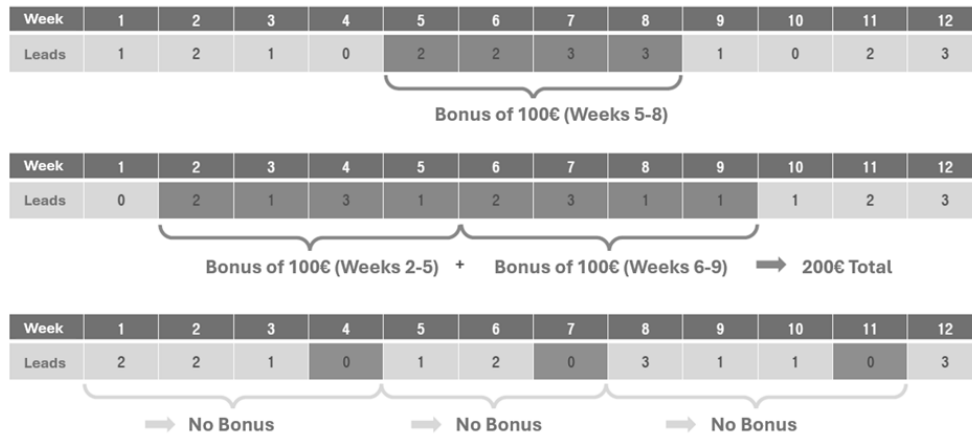 Week 1 2 3 4 5 6 7 8 9 10 11 12
Leads 1 2 1 0 2 2 3 3 1 0 2 3
Bonus of 100€ (Weeks 5-8)
Week 1 2 3 4 5 6 7 8 9 10 11 12
Leads 0 2 1 3 1 2 3 1 1 1 2 3
Bonus of 100€ (Weeks 2-5) + Bonus of 100€ (Weeks 6-9) 200€ Total
Week 1 2 3 4 5 6 7 8 9 10 11 12
Leads 2 2 1 0 1 2 0 3 1 1 0 3
No Bonus No Bonus No Bonus